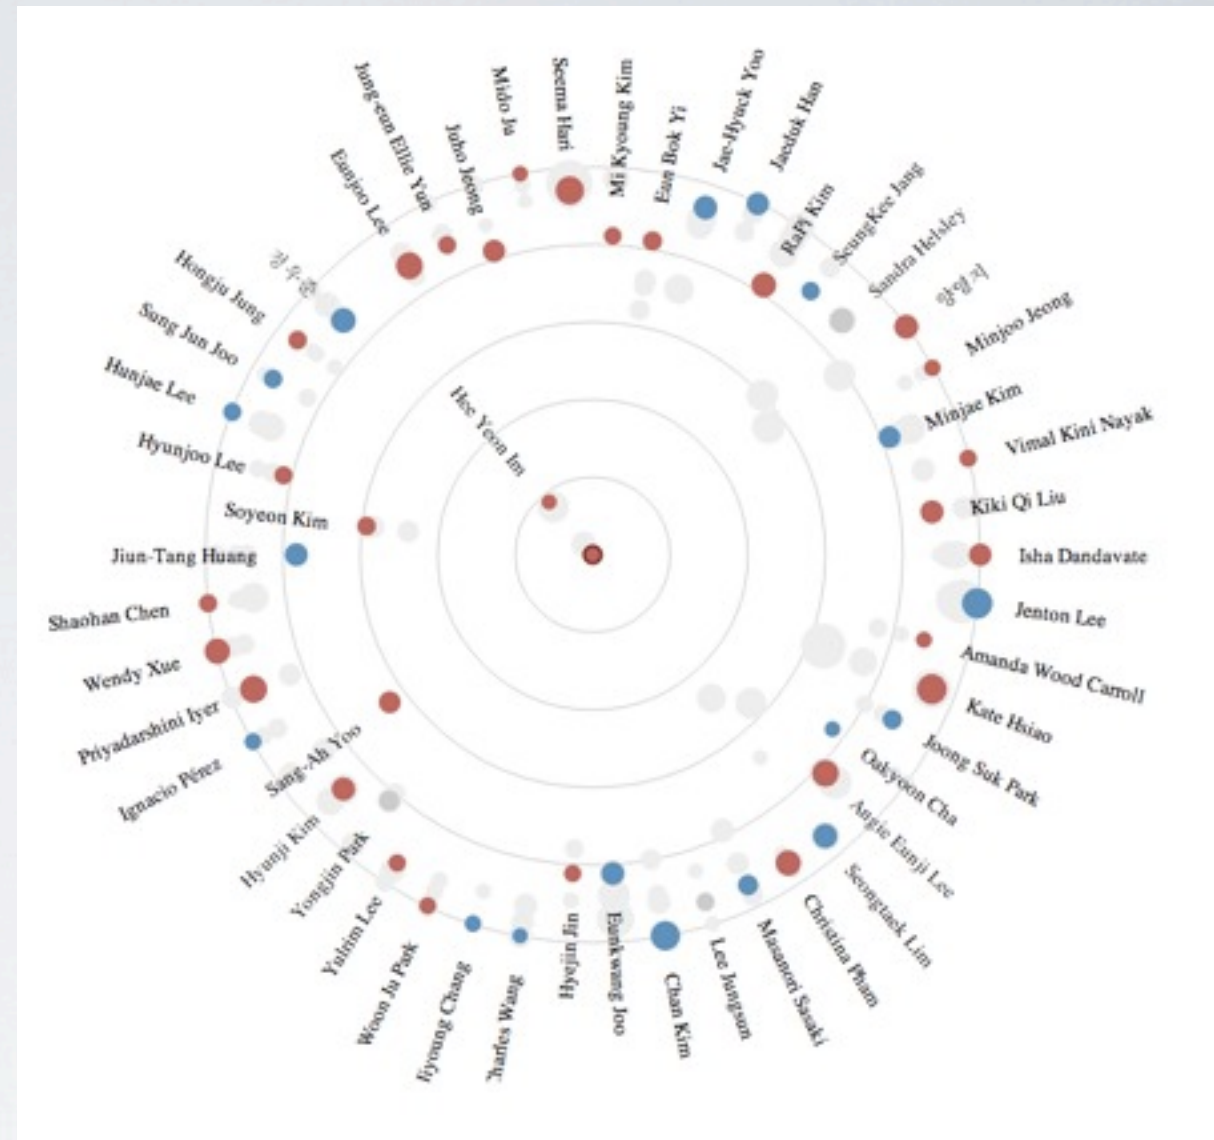 Seema Hari
Mi Kyoung Kim
Eun Bok Yi
Jae-Hyuck Yoo
Jaeduk Han
RaPi Kim
SeungKee Jang
Sandra Helsley
양영지
Minjoo Jeong
Minjae Kim
Vimal Kini Nayak
Kiki Qi Liu
Isha Dandavate
Jenton Lee
Amanda Wood Carroll
Kate Hsiao
Joong Suk Park
Oakyoon Cha
Angie Eunji Lee
Seongtaek Lim
Christina Pham
Masanori Sasaki
Lee Jungsun
Chan Kim
Eunkwang Joo
Hyejin
Charles Wang
Jiyoung Chang
Woon Ju Park
Yulrim Lee
Yongjin Park
Hyunji Kim
Sang-Ah Yoo
Ignacio Pérez
Priyadarshini Iyer
Wendy Xue
Shaohan Chen
Jiun-Tang Huang
Soyeon Kim
Hyunjoo Lee
Hunjae Lee
Sung Jun Joo
Hongju Jung
Eunjoo Lee
Jung-eun Ellie Yun
Juho Jeong
Mido Ju
Hee Yeon Im